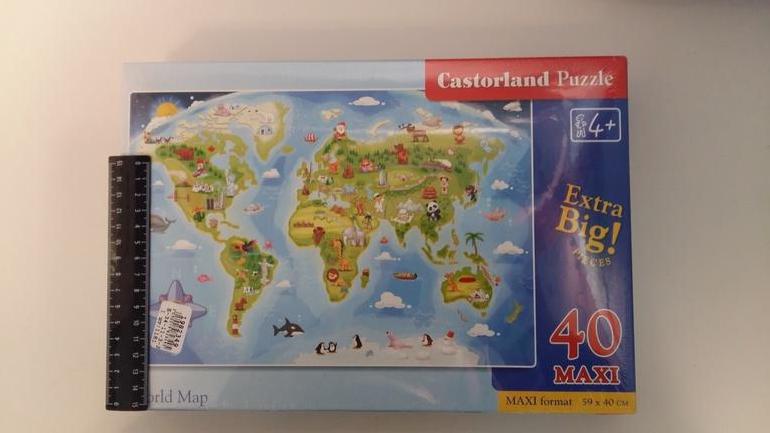 Castorland Puzzle
4+
Extra
Big!
PIECES
40
MAXI
orld Map
MAXI format 59 x 40 CM